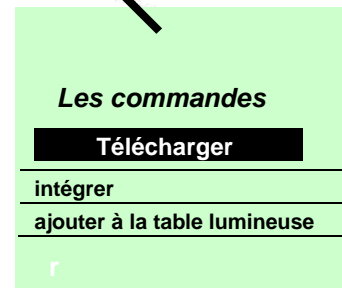 Les commandes
Télécharger
intégrer
ajouter à la table lumineuse
r